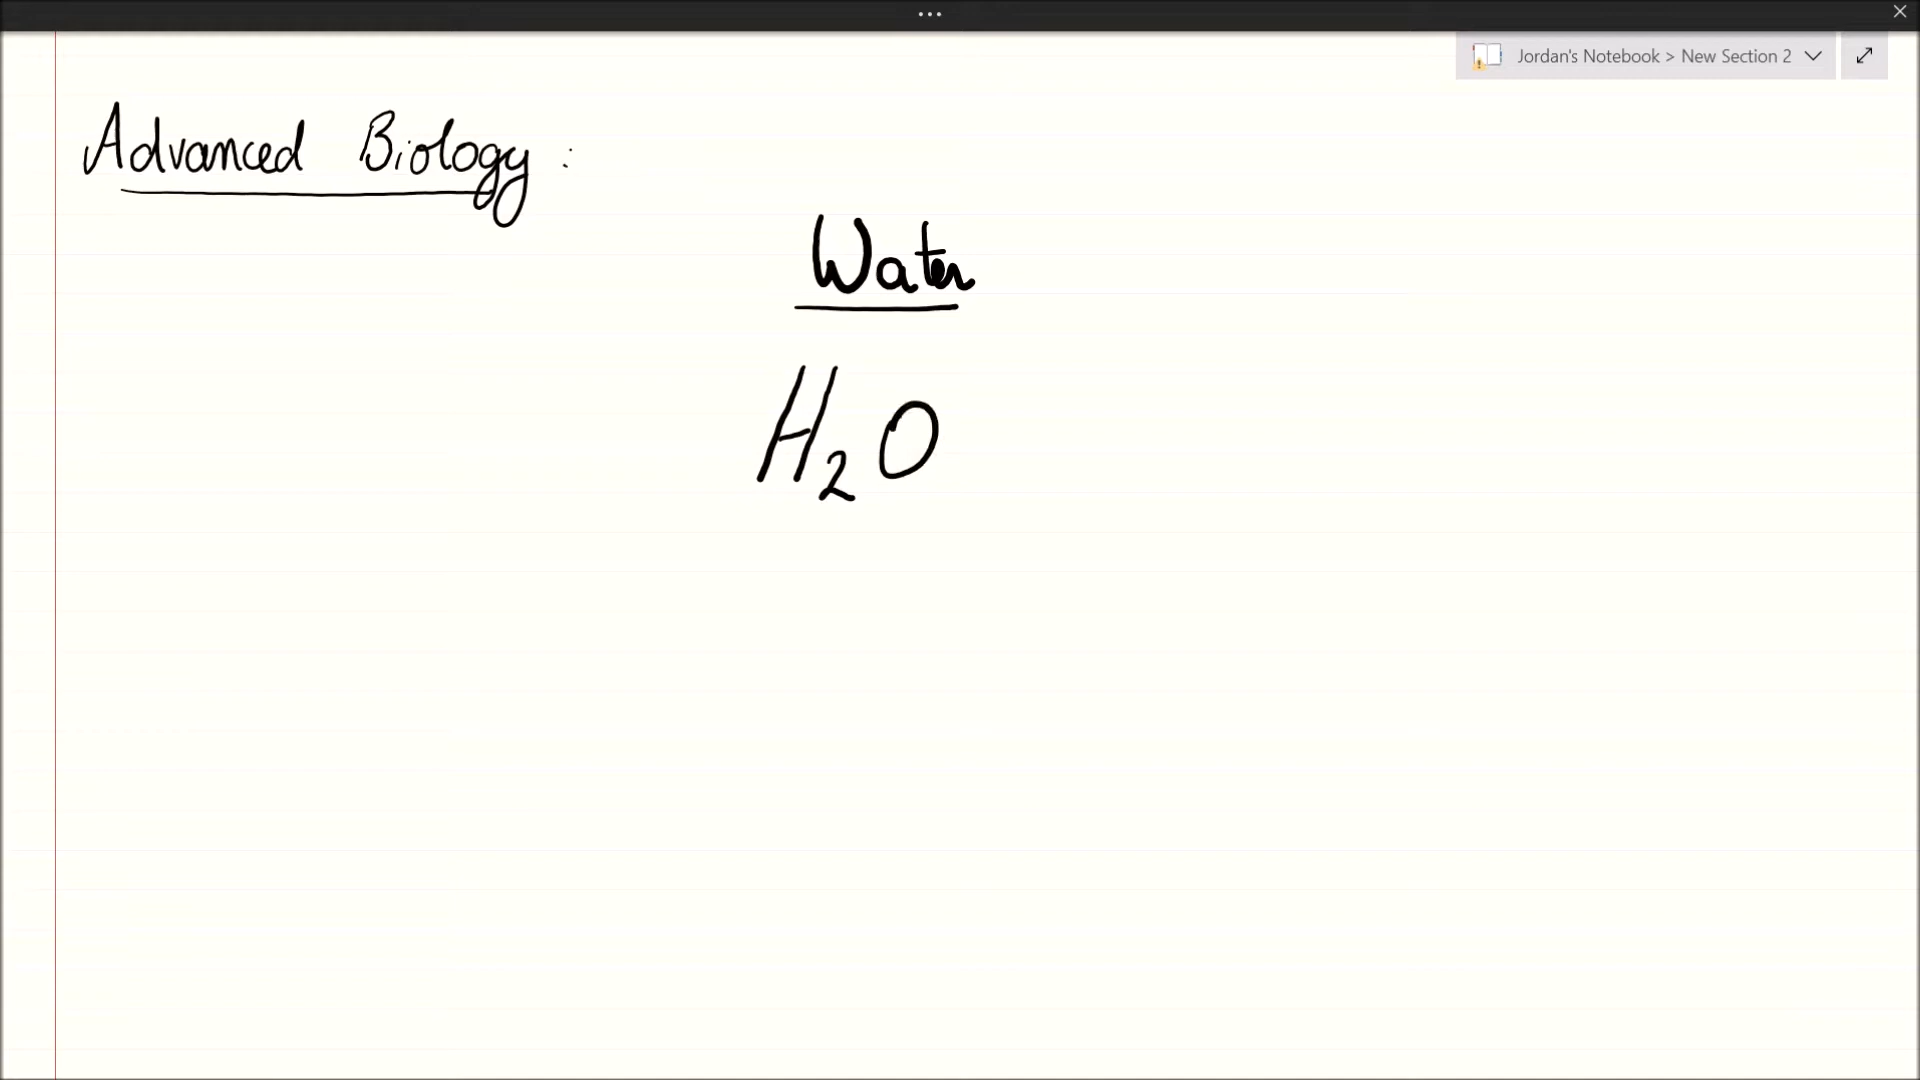 Jordan's Notebook > New Section 2
Advanced Biology :
Water
H₂O